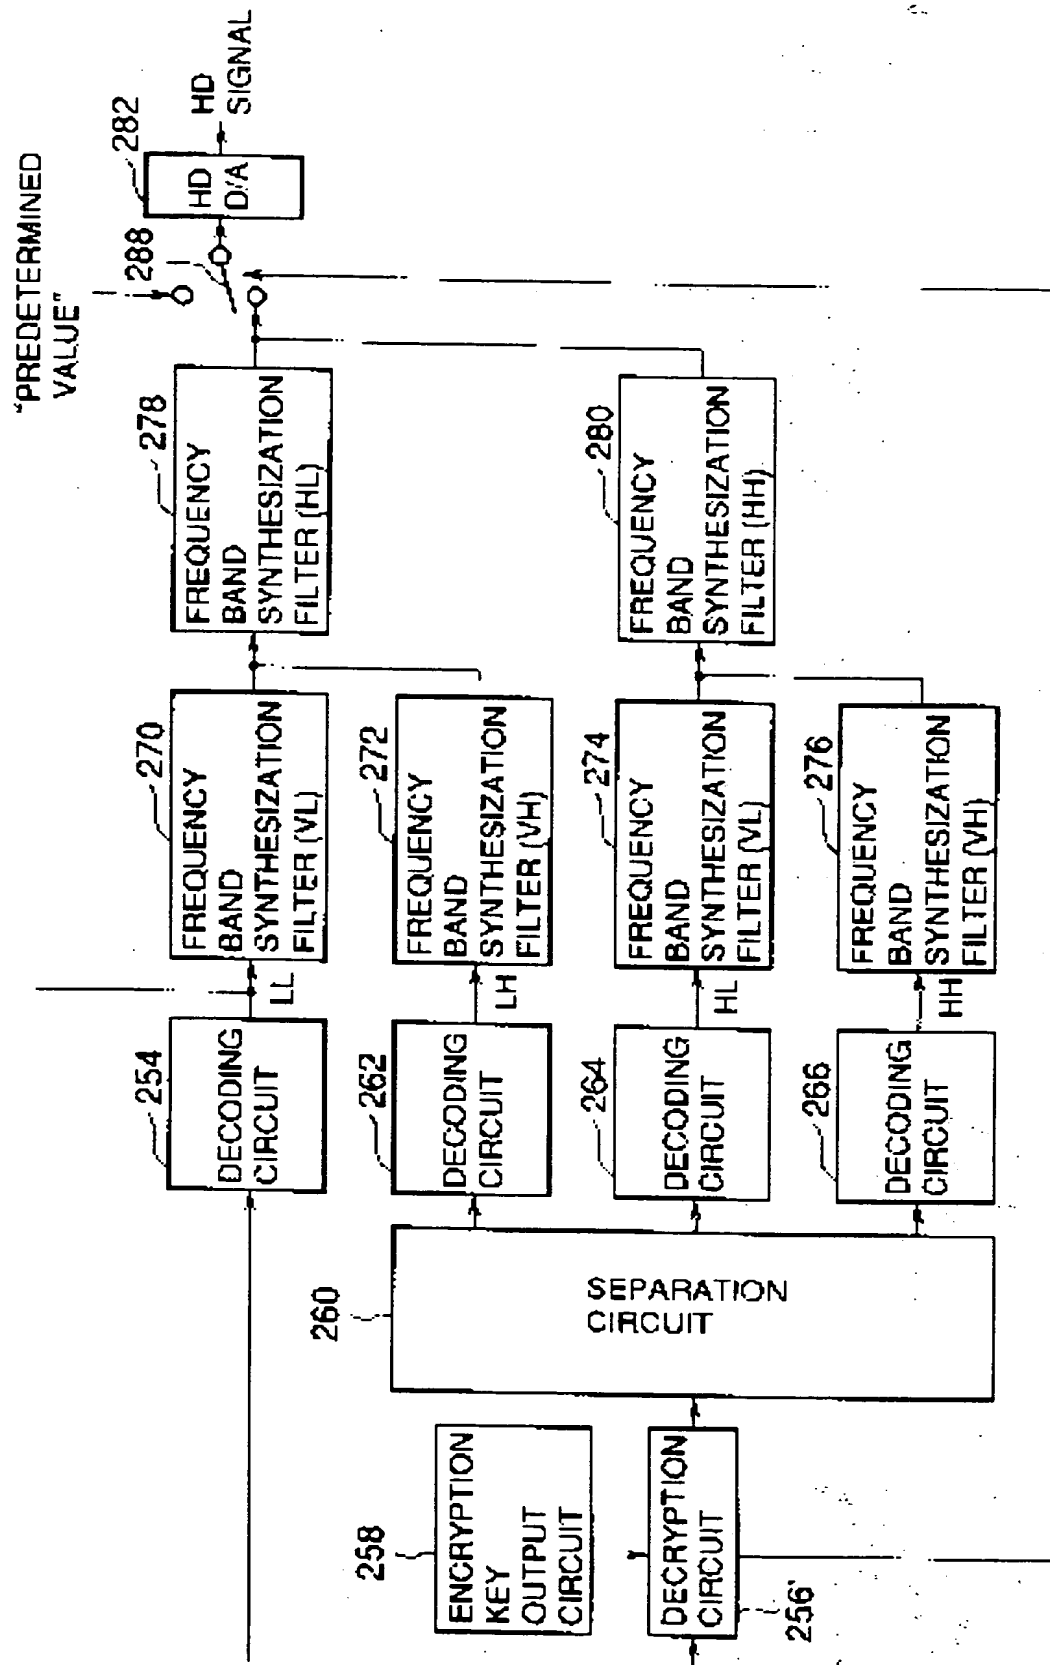 "PREDETERMINED
VALUE"
288
282
HD
D/A
HD
SIGNAL
254
DECODING
CIRCUIT
LL
270
FREQUENCY
BAND
SYNTHESIZATION
FILTER (VL)
278
FREQUENCY
BAND
SYNTHESIZATION
FILTER (HL)
262
DECODING
CIRCUIT
LH
272
FREQUENCY
BAND
SYNTHESIZATION
FILTER (VH)
264
DECODING
CIRCUIT
HL
274
FREQUENCY
BAND
SYNTHESIZATION
FILTER (VL)
280
FREQUENCY
BAND
SYNTHESIZATION
FILTER (HH)
266
DECODING
CIRCUIT
HH
276
FREQUENCY
BAND
SYNTHESIZATION
FILTER (VH)
260
SEPARATION
CIRCUIT
258
ENCRYPTION
KEY
OUTPUT
CIRCUIT
DECRYPTION
CIRCUIT
256'